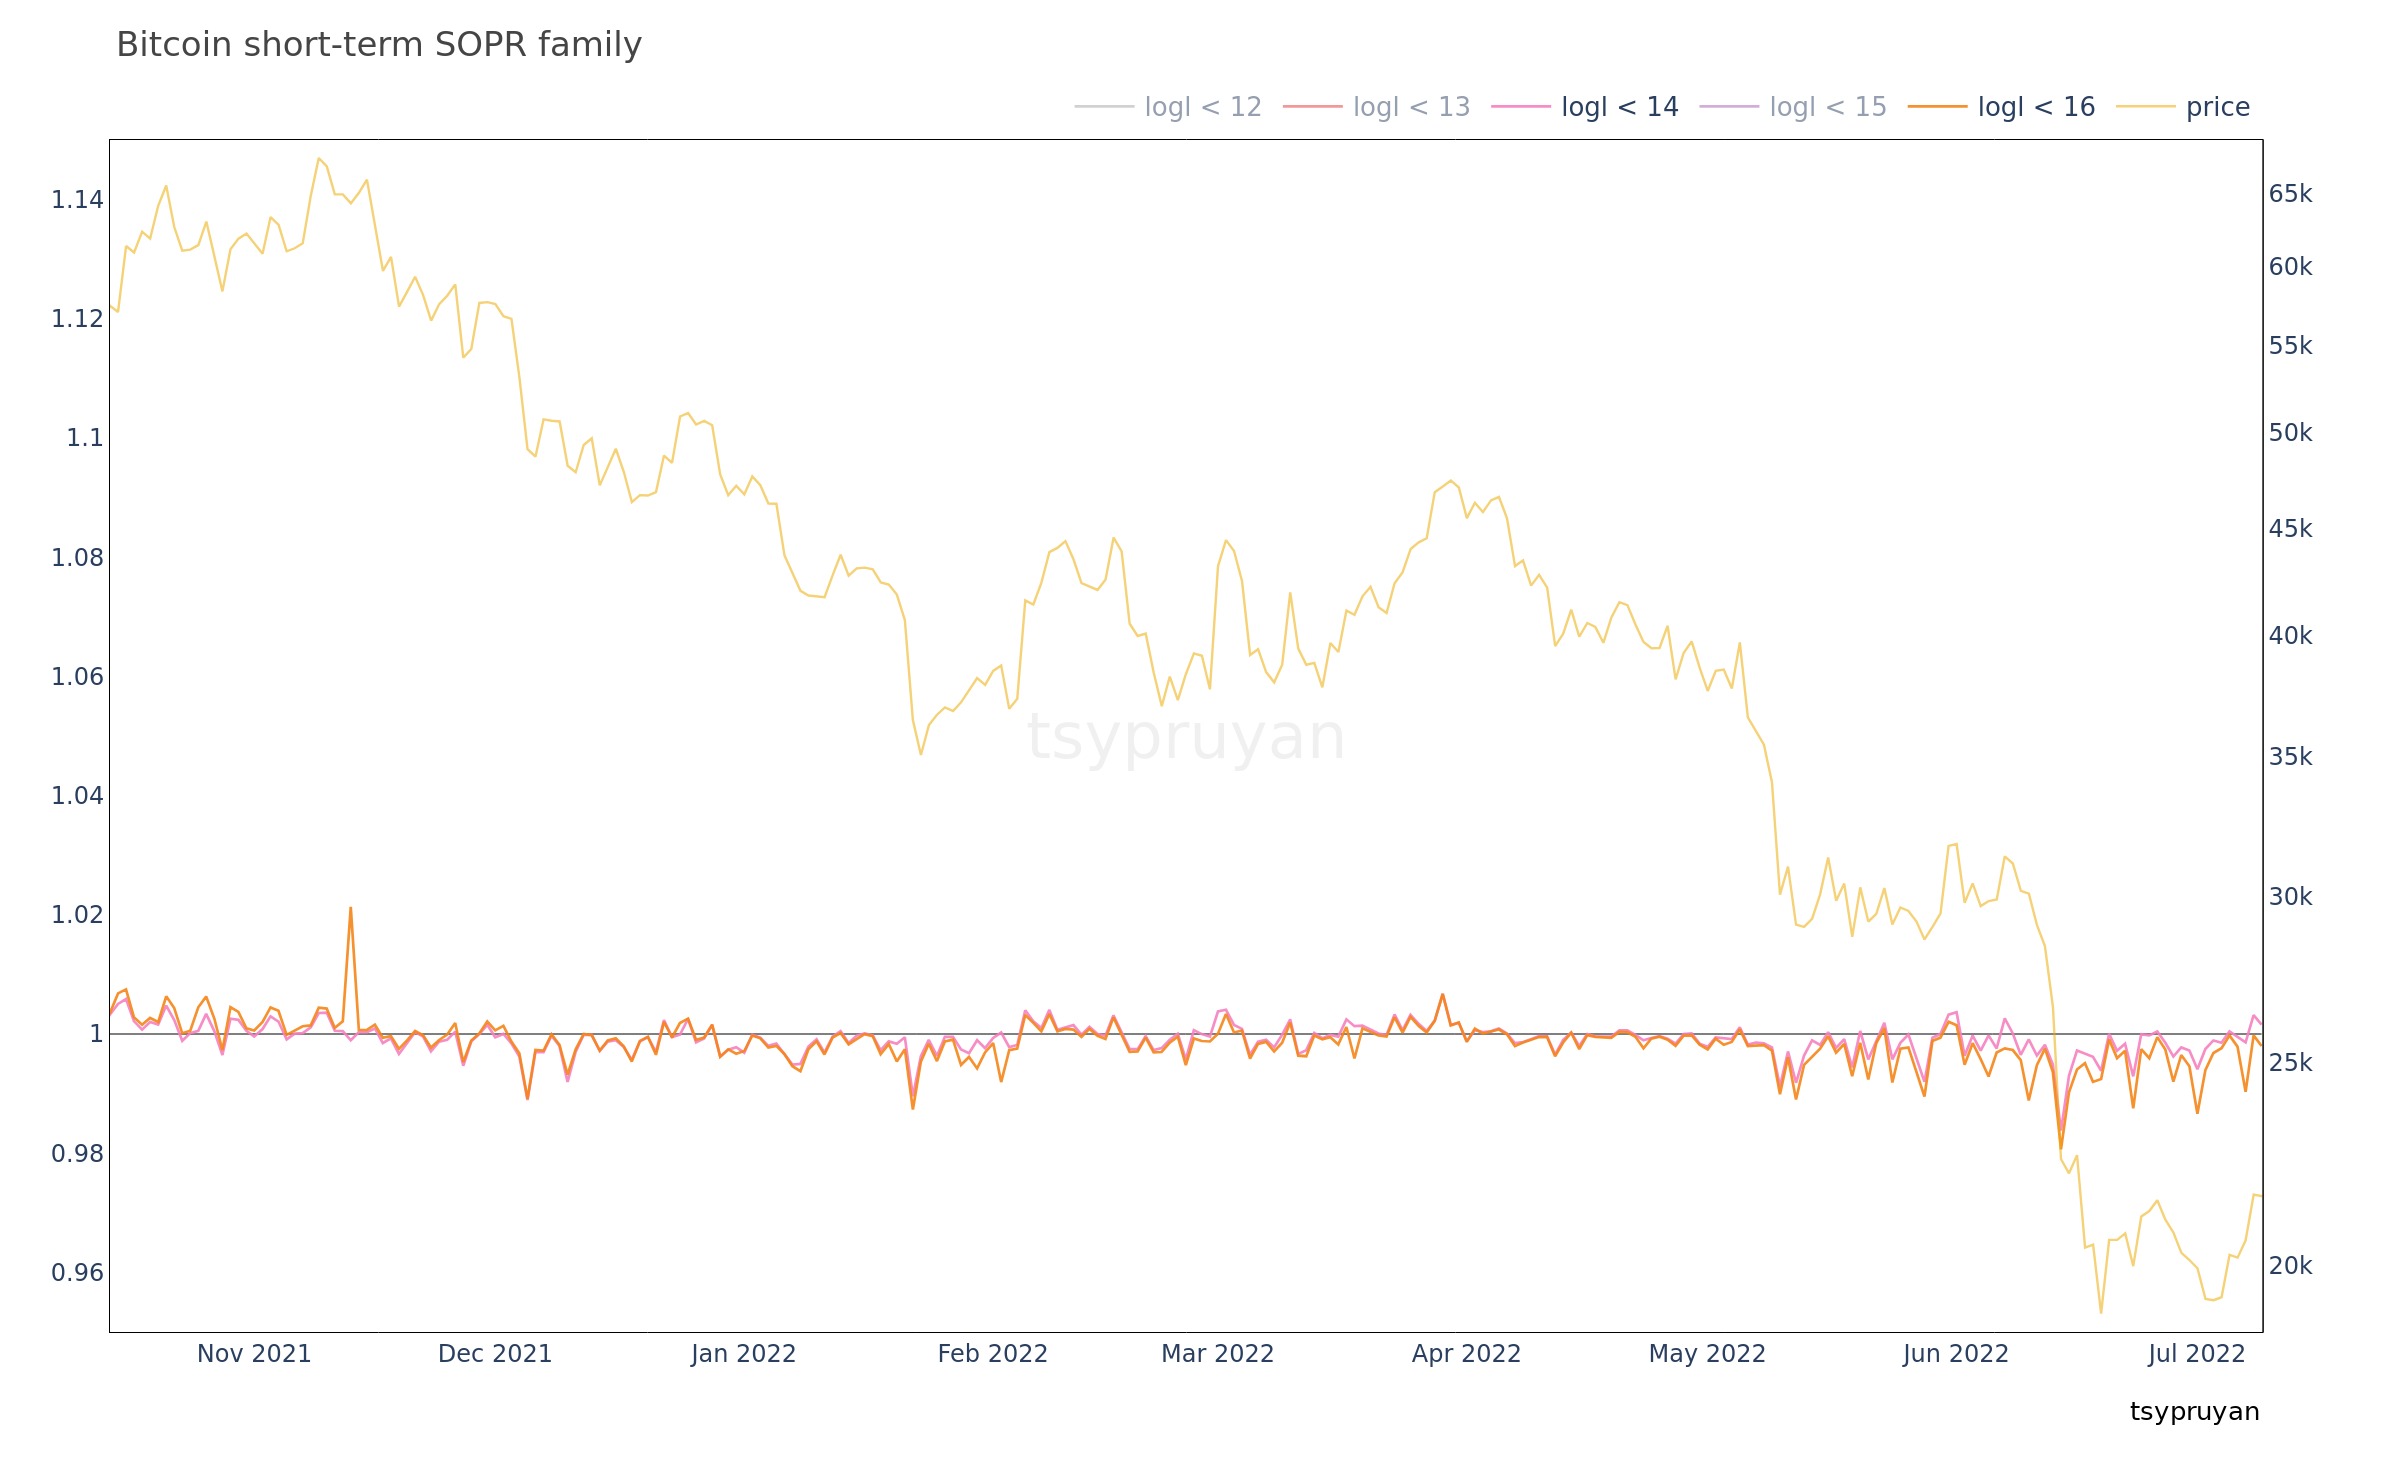 Bitcoin short-term SOPR family
logl < 12 logl < 13 logl < 14 logl < 15 logl < 16 price
1.14 65k
60k
1.12
55k
1.1 50k
1.08 45k
40k
1.06
tsypruyan
35k
1.04
1.02 30k
1
25k
0.98
0.96 20k
Nov 2021 Dec 2021 Jan 2022 Feb 2022 Mar 2022 Apr 2022 May 2022 Jun 2022 Jul 2022
tsypruyan